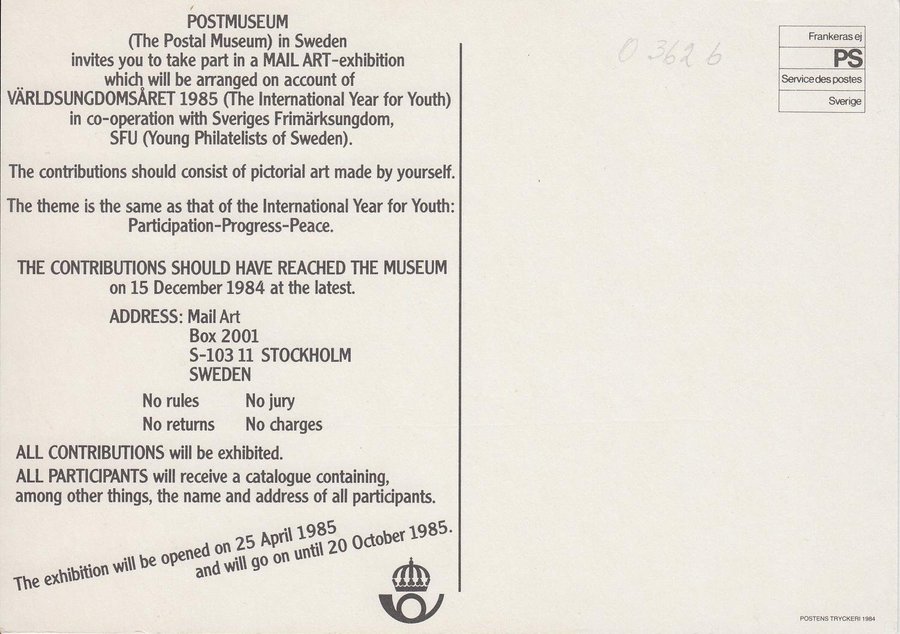 POSTMUSEUM
(The Postal Museum) in Sweden
invites you to take part in a MAIL ART-exhibition
which will be arranged on account of
VÄRLDSUNGDOMSÅRET 1985 (The International Year for Youth)
in co-operation with Sveriges Frimärksungdom,
SFU (Young Philatelists of Sweden).
The contributions should consist of pictorial art made by yourself.
The theme is the same as that of the International Year for Youth:
Participation-Progress-Peace.
THE CONTRIBUTIONS SHOULD HAVE REACHED THE MUSEUM
on 15 December 1984 at the latest.
ADDRESS: Mail Art
Box 2001
S-103 11 STOCKHOLM
SWEDEN
No rules No jury
No returns No charges
ALL CONTRIBUTIONS will be exhibited.
ALL PARTICIPANTS will receive a catalogue containing,
among other things, the name and address of all participants.
The exhibition will be opened on 25 April 1985
and will go on until 20 October 1985.
0 362 6
Frankeras ej
PS
Service des postes
Sverige
POSTENS TRYCKERI 1984